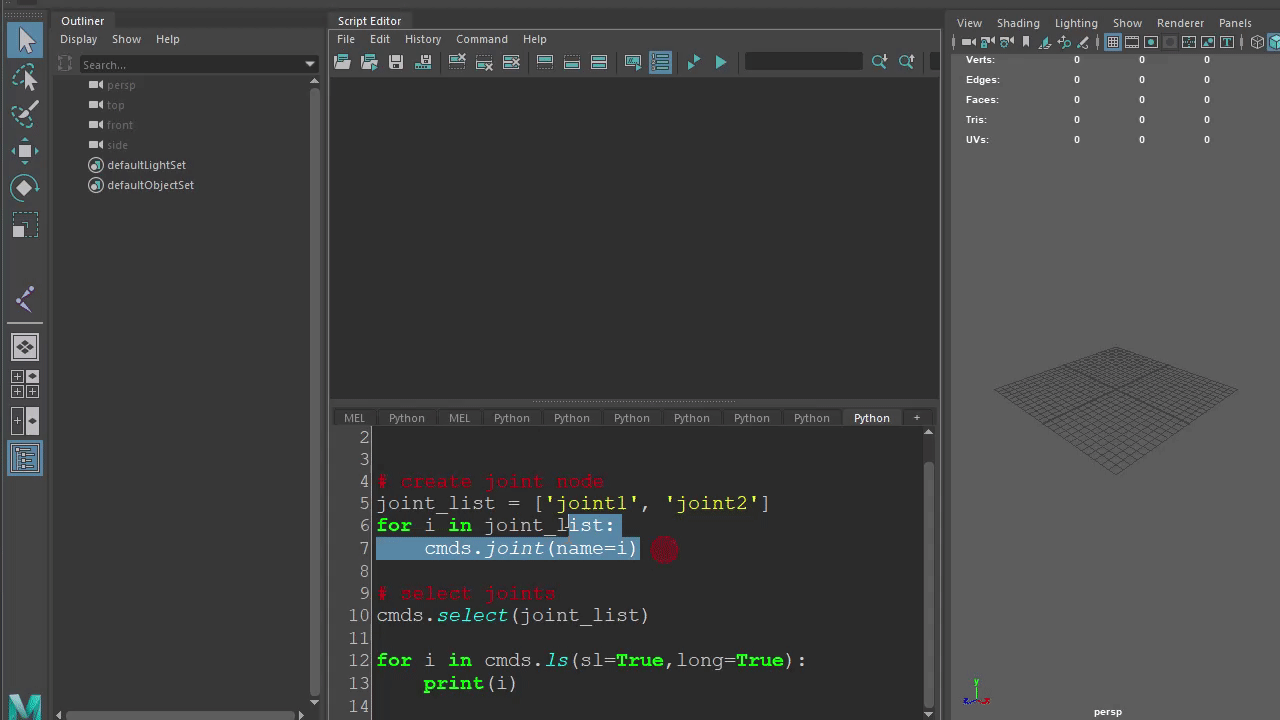 Outliner
Display Show Help
Search...
persp
top
front
side
defaultLightSet
defaultObjectSet
Script Editor
File Edit History Command Help
MEL Python MEL Python Python Python Python Python Python Python +
2
3
4 # create joint node
5 joint_list = ['joint1', 'joint2']
6 for i in joint_list:
7 cmds.joint(name=i)
8
9 # select joints
10 cmds.select(joint_list)
11
12 for i in cmds.ls(sl=True,long=True):
13 print(i)
14
View Shading Lighting Show Renderer Panels
Verts: 0 0 0
Edges: 0 0 0
Faces: 0 0 0
Tris: 0 0 0
UVs: 0 0 0
y
persp